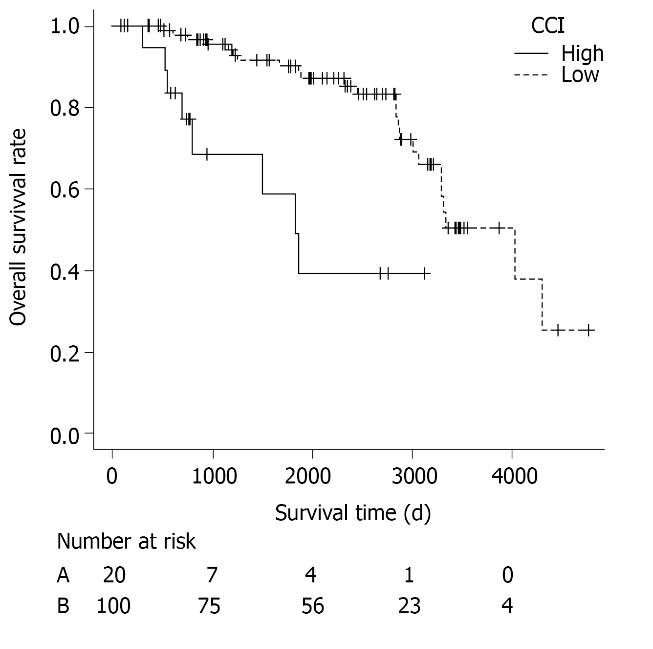 CCI
High
Low
1.0
0.8
0.6
0.4
0.2
0.0
Overall survivval rate
0 1000 2000 3000 4000
Survival time (d)
Number at risk
A 20 7 4 1 0
B 100 75 56 23 4